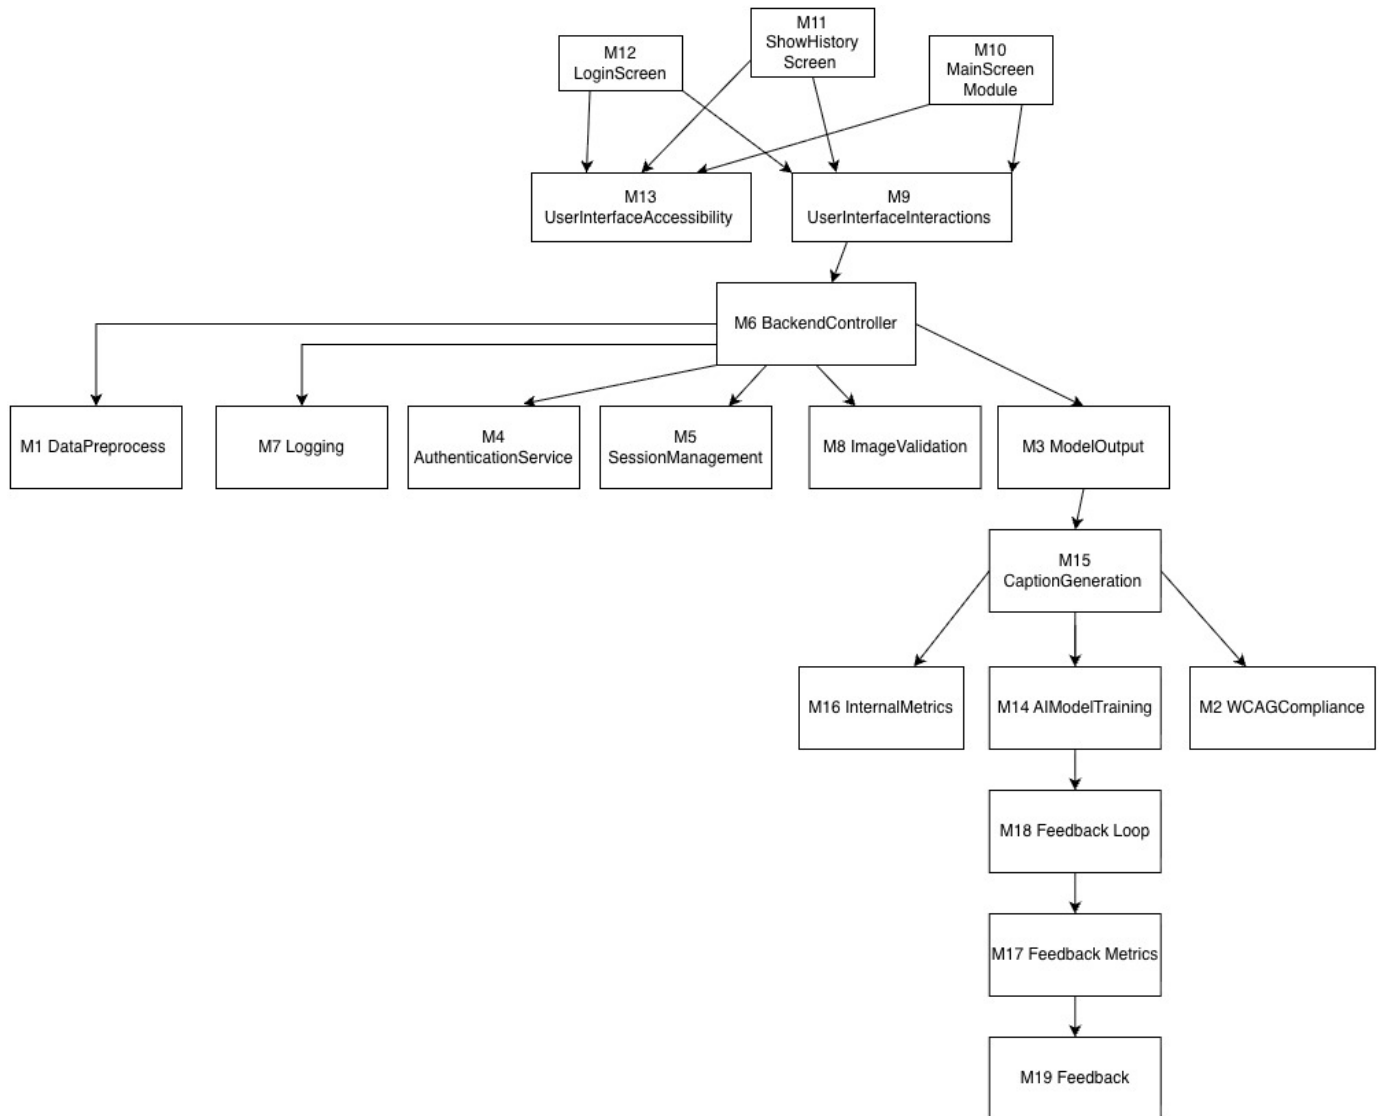 M12
LoginScreen
M11
ShowHistory
Screen
M10
MainScreen
Module
M13
UserInterfaceAccessibility
M9
UserInterfaceInteractions
M6 BackendController
M1 DataPreprocess
M7 Logging
M4
AuthenticationService
M5
SessionManagement
M8 ImageValidation
M3 ModelOutput
M15
CaptionGeneration
M16 InternalMetrics
M14 AIModelTraining
M2 WCAGCompliance
M18 Feedback Loop
M17 Feedback Metrics
M19 Feedback